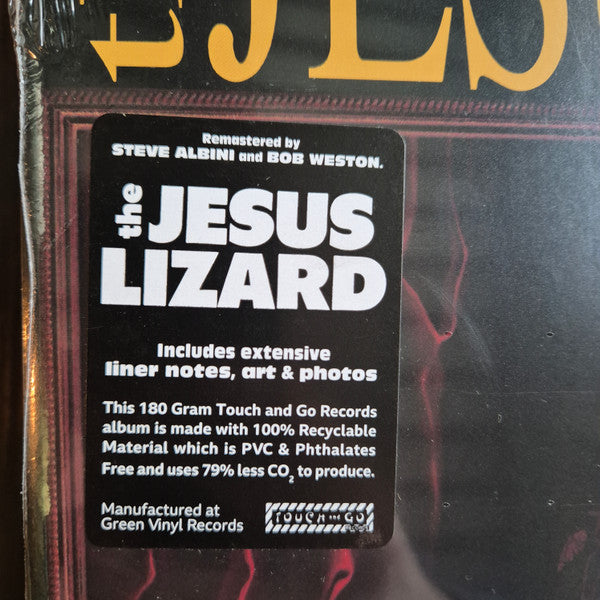 JES
Remastered by
STEVE ALBINI and BOB WESTON.
the JESUS
LIZARD
Includes extensive
liner notes, art & photos
This 180 Gram Touch and Go Records
album is made with 100% Recyclable
Material which is PVC & Phthalates
Free and uses 79% less CO₂ to produce.
Manufactured at
Green Vinyl Records
TOUCH AND GO